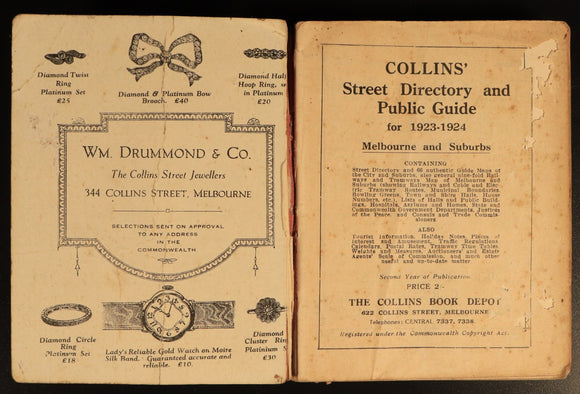 Diamond Twist
Ring
Platinum Set
£25
Diamond & Platinum Bow
Brooch. £40
Diamond Half
Hoop Ring,
in Platinum
£20
WM. DRUMMOND & CO.
The Collins Street Jewellers
344 COLLINS STREET, MELBOURNE
SELECTIONS SENT ON APPROVAL
TO ANY ADDRESS
IN THE
COMMONWEALTH
Diamond Circle
Ring
Platinum Set
£18
Lady's Reliable Gold Watch on Moire
Silk Band. Guaranteed accurate and
reliable. £10.
Diamond
Cluster Ring
Platinium S
£30
COLLINS'
Street Directory and
Public Guide
for 1923-1924
Melbourne and Suburbs
CONTAINING
Street Directory and 66 authentic Guide Maps of
the City and Suburbs, also general size-fold Rail-
ways and Tramways Map of Melbourne and
Suburbs (showing Railways and Cable and Elec-
tric Tramway Routes, Municipal Boundaries,
Bowling Greens, Town and Shire Halls, House
Numbers, etc.), Lists of Halls and Public Build-
ings, Hospitals, Asylums and Homes, State and
Commonwealth Government Departments, Justices
of the Peace, and Consuls and Trade Commis-
sioners
ALSO
Tourist Information, Holiday Notes, Places of
Interest and Amusement, Traffic Regulations
Calendars, Postal Rates, Tramway Time Tables,
Weights and Measures, Auctioneers' and Estate
Agents' Scale of Commission, and much other
useful and up-to-date matter
Second Year of Publication.
PRICE 2/-
THE COLLINS BOOK DEPOT
622 COLLINS STREET, MELBOURNE
Telephones: CENTRAL 7337, 7338
Registered under the Commonwealth Copyright Act.